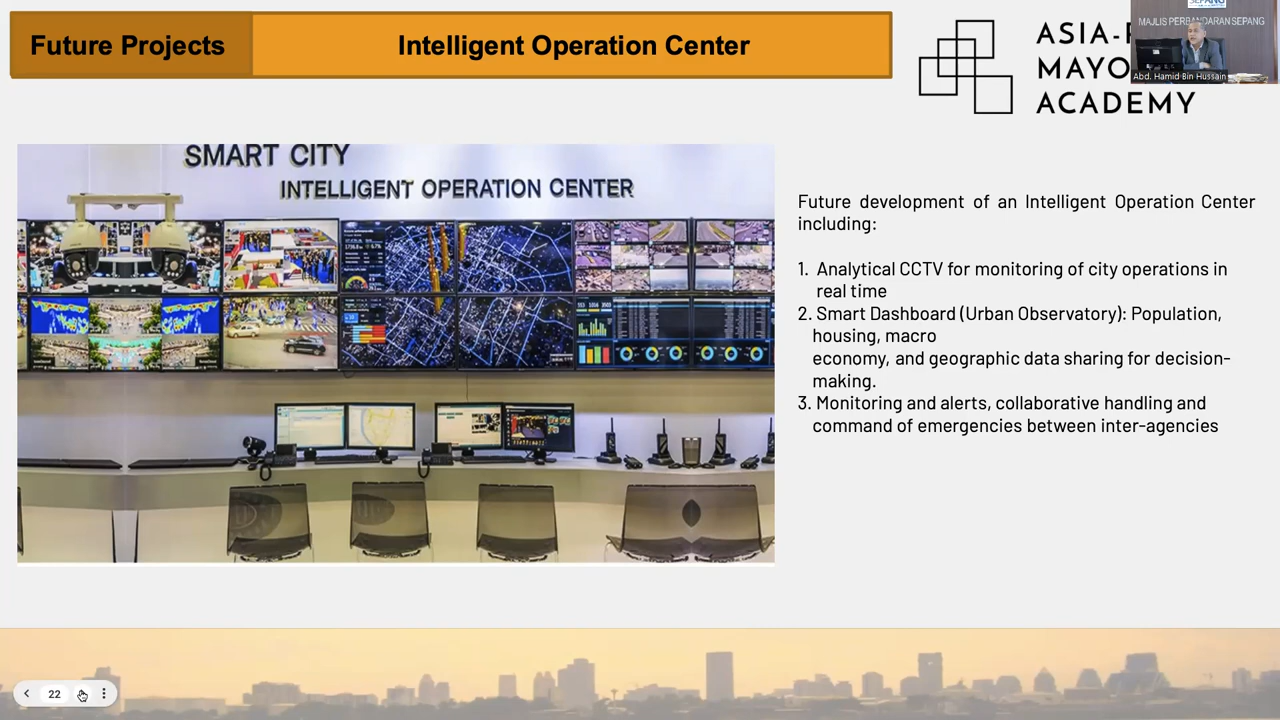 Future Projects
Intelligent Operation Center
ASIA-
MAYO
ACADEMY
SEPANG
MAJLIS PERBANDARAN SEPANG
Abd. Hamid Bin Hussain
SMART CITY
INTELLIGENT OPERATION CENTER
Future development of an Intelligent Operation Center
including:
1. Analytical CCTV for monitoring of city operations in
real time
2. Smart Dashboard (Urban Observatory): Population,
housing, macro
economy, and geographic data sharing for decision-
making.
3. Monitoring and alerts, collaborative handling and
command of emergencies between inter-agencies
22